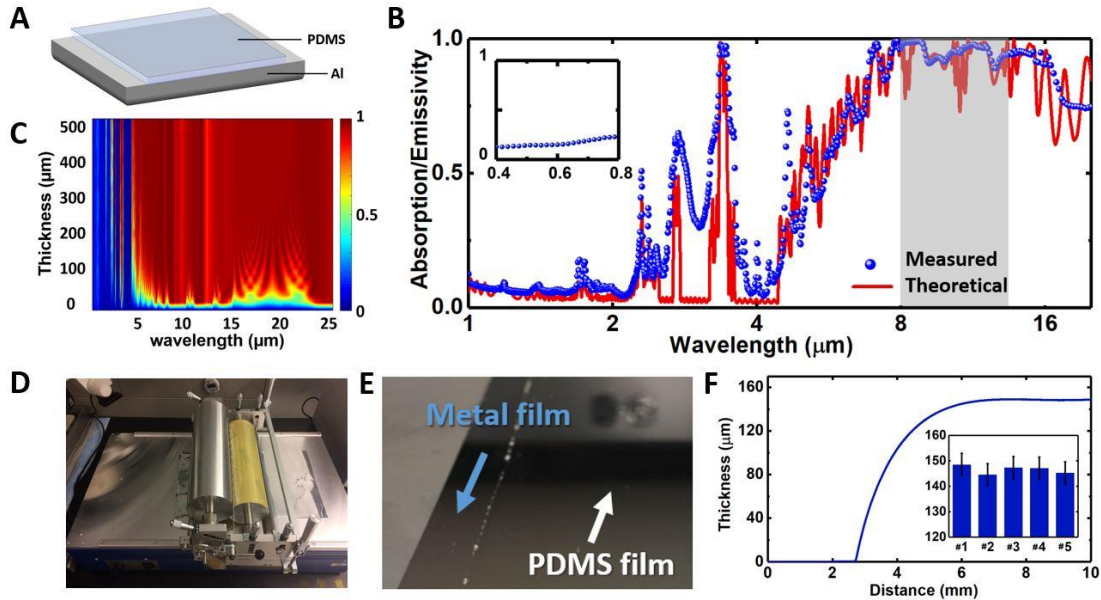 A
PDMS
Al
B
Absorption/Emissivity
1.0
0.5
0.0
1
0
0.4
0.6
0.8
Measured
Theoretical
1
2
4
8
16
Wavelength (μm)
C
Thickness (μm)
500
400
300
200
100
0
5
10
15
20
25
wavelength (μm)
1
0.5
0
D
E
Metal film
PDMS film
F
Thickness (μm)
160
120
80
40
0
0
2
4
6
8
10
Distance (mm)
150
140
130
120
#1
#2
#3
#4
#5